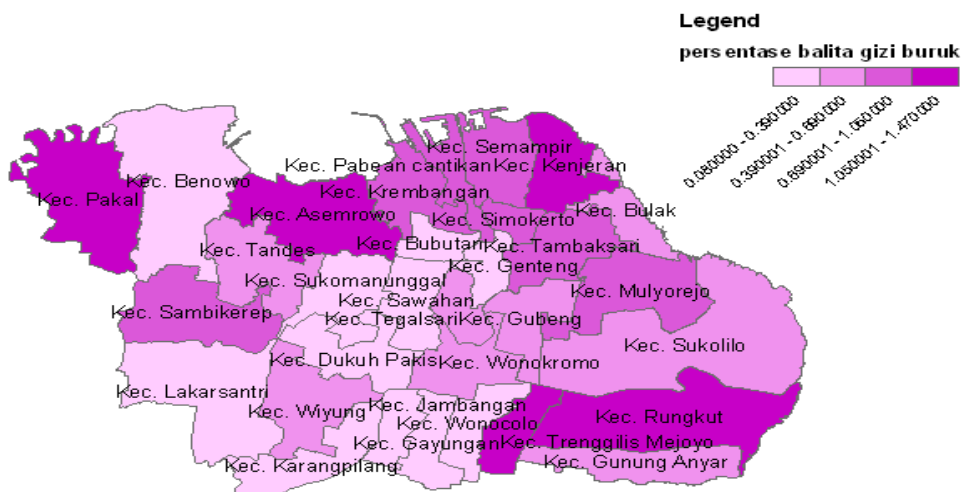 Legend
persentase balita gizi buruk
0.080000 - 0.390000
0.390001 - 0.690000
0.690001 - 1.060000
1.060001 - 1.470000
Kec. Semampir
Kec. Pabean cantikan
Kec. Kenjeran
Kec. Benowo
Kec. Krembangan
Kec. Pakal
Kec. Asemrowo
Kec. Simokerto
Kec. Bulak
Kec. Tandes
Kec. Bubutan
Kec. Tambaksari
Kec. Genteng
Kec. Sukomanunggal
Kec. Mulyorejo
Kec. Sawahan
Kec. Sambikerep
Kec. Tegalsari
Kec. Gubeng
Kec. Sukolilo
Kec. Dukuh Pakis
Kec. Wonokromo
Kec. Lakarsantri
Kec. Wiyung
Kec. Jambangan
Kec. Rungkut
Kec. Wonocolo
Kec. Gayungan
Kec. Trenggilis Mejoyo
Kec. Karangpilang
Kec. Gunung Anyar